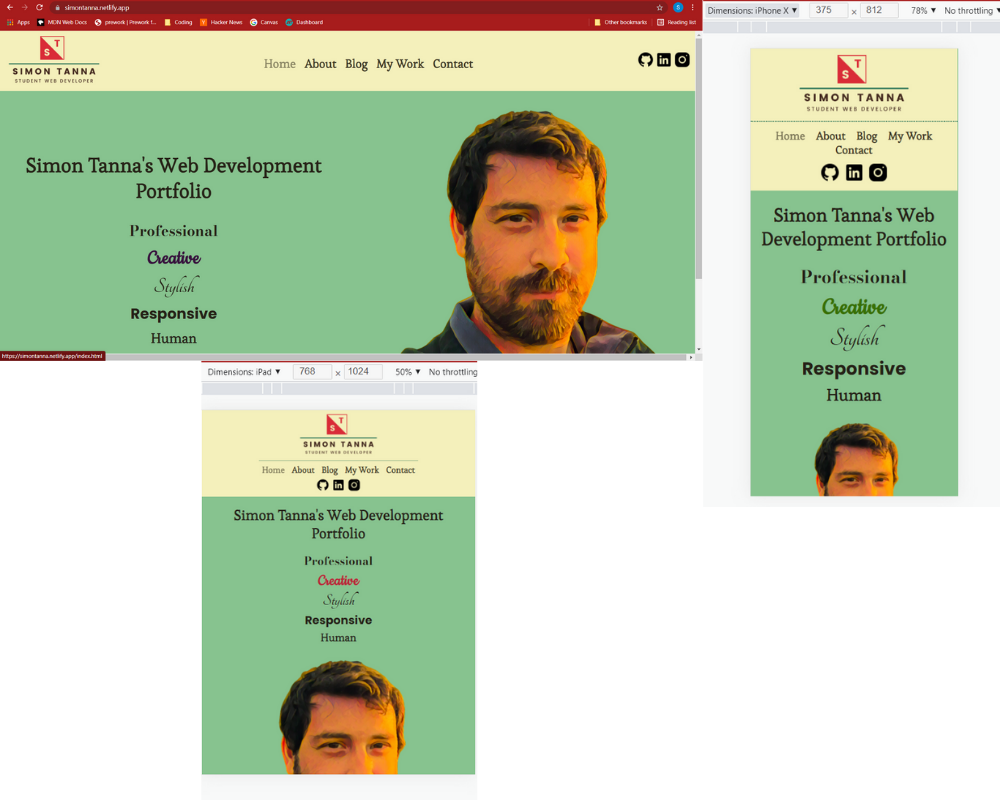 simontanna.netlify.app
Apps MDN Web Docs prework | Prework 1... Coding Hacker News Canvas Dashboard Other bookmarks Reading list
S T
SIMON TANNA
STUDENT WEB DEVELOPER
Home About Blog My Work Contact
Simon Tanna's Web Development
Portfolio
Professional
Creative
Stylish
Responsive
Human
https://simontanna.netlify.app/index.html
Dimensions: iPhone X ▼ 375 x 812 78% ▼ No throttling ▼
S T
SIMON TANNA
STUDENT WEB DEVELOPER
Home About Blog My Work
Contact
Simon Tanna's Web
Development Portfolio
Professional
Creative
Stylish
Responsive
Human
Dimensions: iPad ▼ 768 x 1024 50% ▼ No throttling
S T
SIMON TANNA
STUDENT WEB DEVELOPER
Home About Blog My Work Contact
Simon Tanna's Web Development
Portfolio
Professional
Creative
Stylish
Responsive
Human